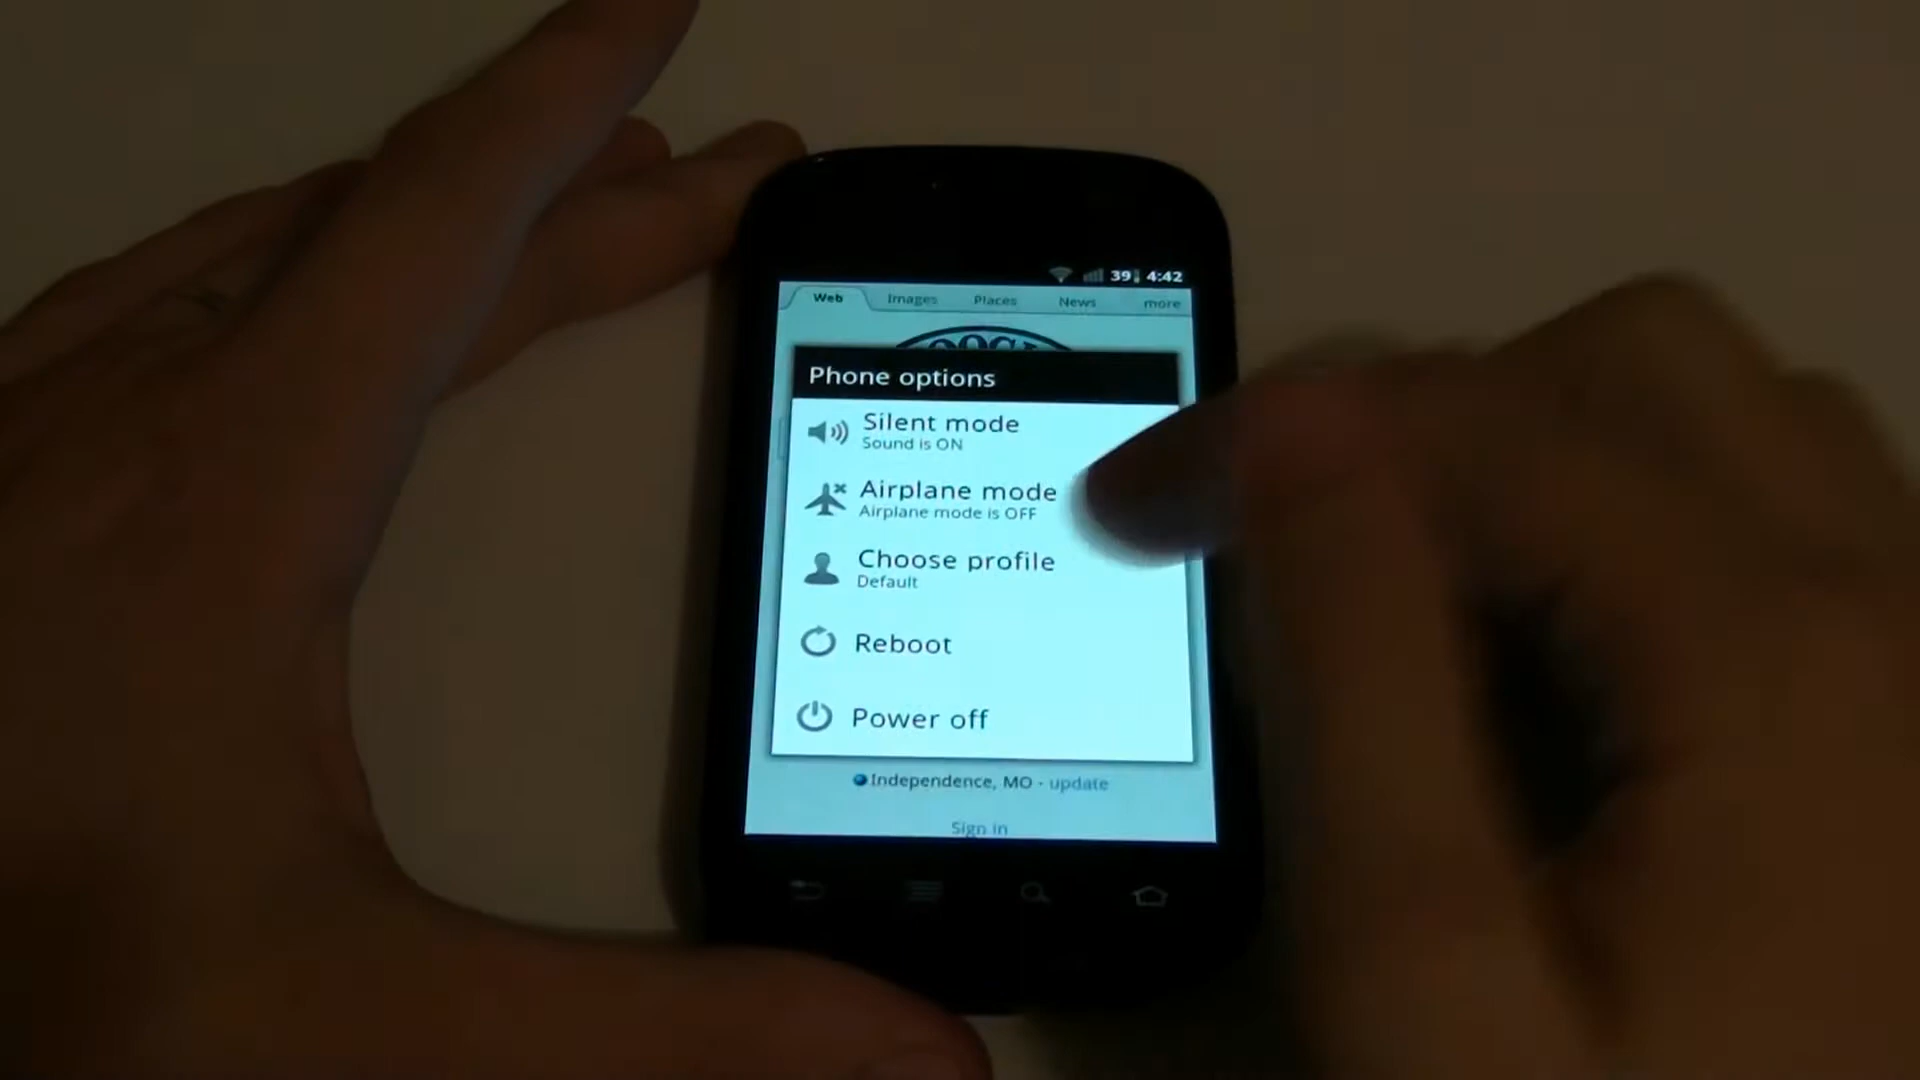 39 4:42
Web Images Places News more
Phone options
Silent mode
Sound is ON
Airplane mode
Airplane mode is OFF
Choose profile
Default
Reboot
Power off
Independence, MO - update
Sign in